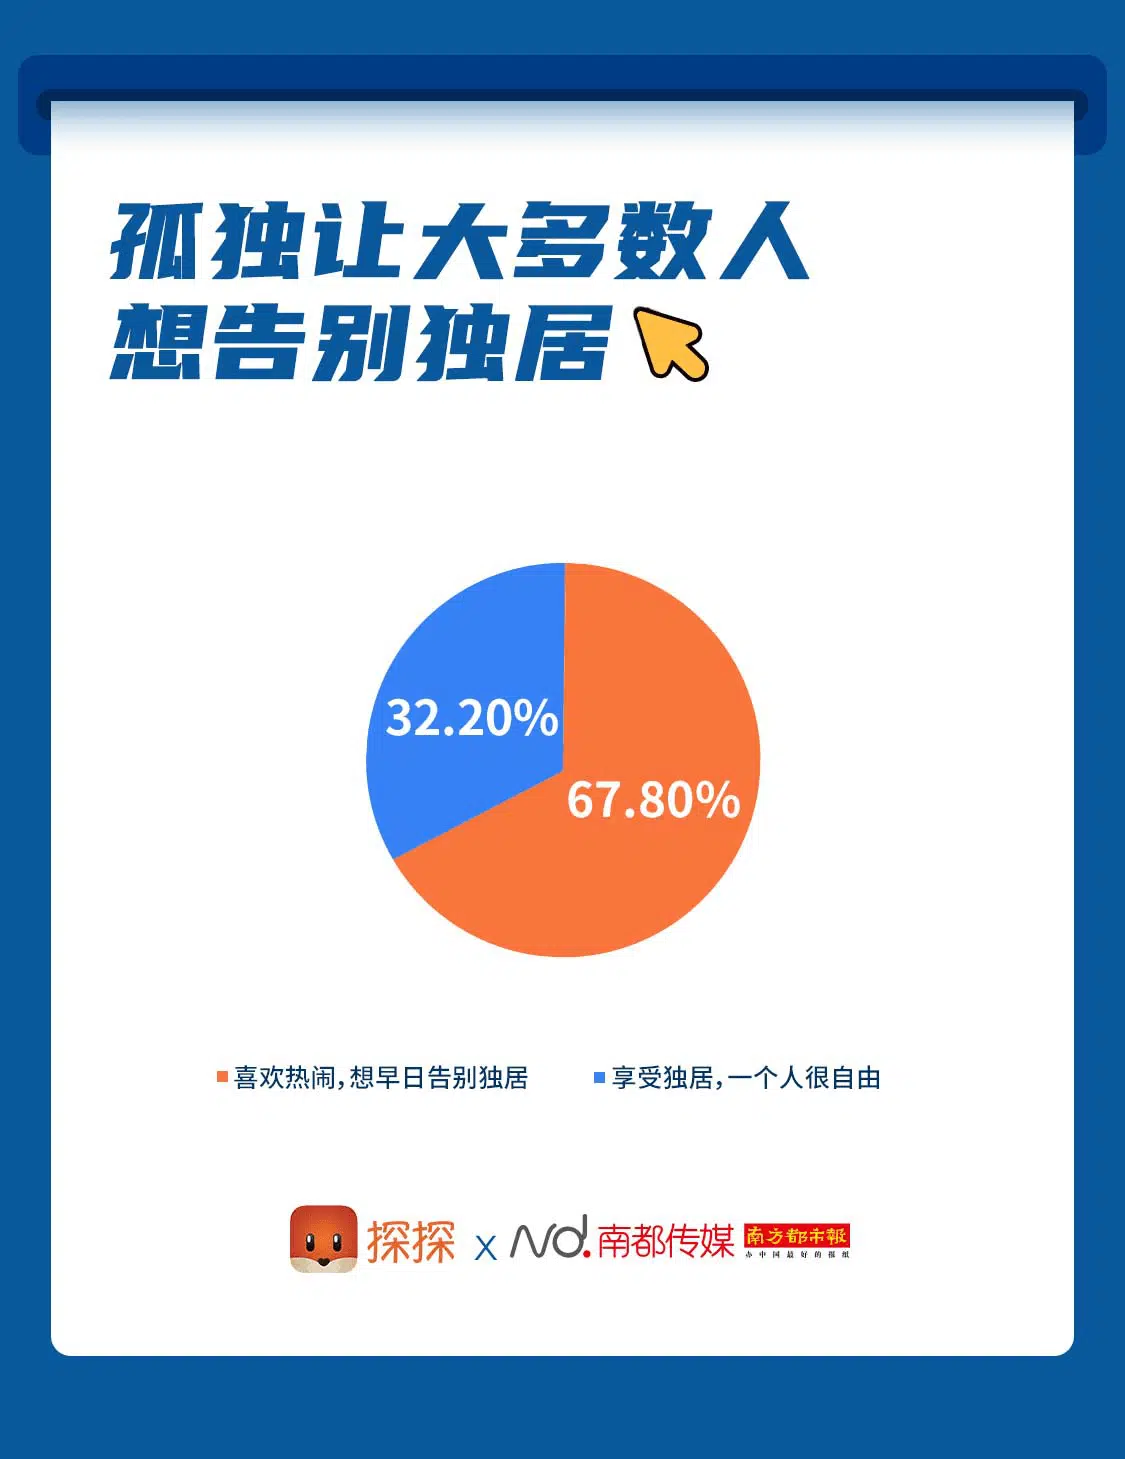 孤独让大多数人
想告别独居
32.20%
67.80%
喜欢热闹,想早日告别独居
享受独居,一个人很自由
探探 x Nd. 南都传媒 南方都市報
办中国最好的报纸